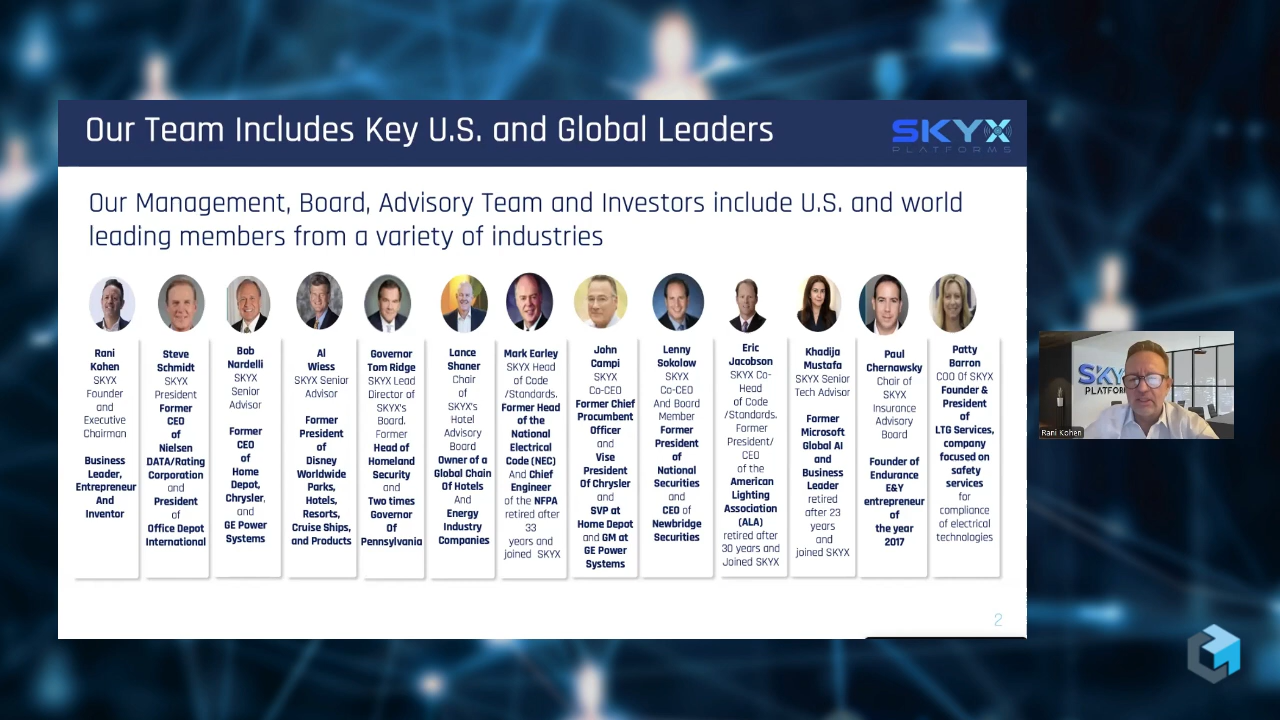 Our Team Includes Key U.S. and Global Leaders
SKYX
PLATFORMS
Our Management, Board, Advisory Team and Investors include U.S. and world
leading members from a variety of industries
Rani
Kohen
SKYX
Founder
and
Executive
Chairman
Business
Leader,
Entrepreneur
And
Inventor
Steve
Schmidt
SKYX
President
Former
CEO
of
Nielsen
DATA/Rating
Corporation
and
President
of
Office Depot
International
Bob
Nardelli
SKYX
Senior
Advisor
Former
CEO
of
Home
Depot,
Chrysler,
and
GE Power
Systems
Al
Wiess
SKYX Senior
Advisor
Former
President
of
Disney
Worldwide
Parks,
Hotels,
Resorts,
Cruise Ships,
and Products
Governor
Tom Ridge
SKYX Lead
Director of
SKYX's
Board.
Former
Head of
Homeland
Security
and
Two times
Governor
Of
Pennsylvania
Lance
Shaner
Chair
of
SKYX's
Hotel
Advisory
Board
Owner of a
Global Chain
Of Hotels
And
Energy
Industry
Companies
Mark Earley
SKYX Head
of Code
/Standards.
Former Head
of the
National
Electrical
Code (NEC)
And Chief
Engineer
of the NFPA
retired after
33
years and
joined SKYX
John
Campi
SKYX
Co-CEO
Former Chief
Procumbent
Officer
and
Vice
President
Of Chrysler
and
SVP at
Home Depot
and GM at
GE Power
Systems
Lenny
Sokolow
SKYX
Co-CEO
And Board
Member
Former
President
of
National
Securities
and
CEO of
Newbridge
Securities
Eric
Jacobson
SKYX Co-
Head
of Code
/Standards.
Former
President/
CEO
of the
American
Lighting
Association
(ALA)
retired after
30 years and
Joined SKYX
Khadija
Mustafa
SKYX Senior
Tech Advisor
Former
Microsoft
Global AI
and
Business
Leader
retired
after 23
years
and
joined SKYX
Paul
Chernawsky
Chair of
SKYX
Insurance
Advisory
Board
Founder of
Endurance
E&Y
entrepreneur
of
the year
2017
Patty
Barron
COO Of SKYX
Founder &
President
of
LTG Services,
company
focused on
safety
services
for
compliance
of electrical
technologies
2
SKY
PLATFOR
Rani Kohen